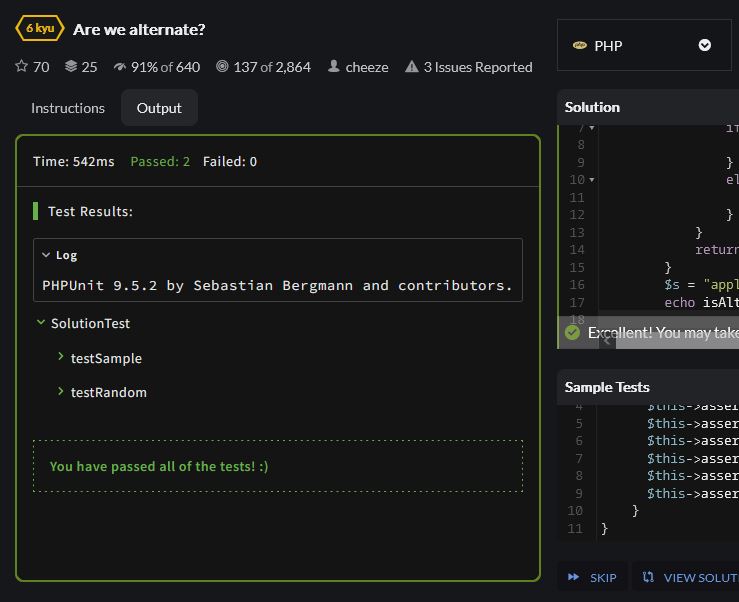 6 kyu Are we alternate?
70 25 91% of 640 137 of 2,864 cheeze 3 Issues Reported
Instructions Output
Time: 542ms Passed: 2 Failed: 0
Test Results:
Log
PHPUnit 9.5.2 by Sebastian Bergmann and contributors.
SolutionTest
testSample
testRandom
You have passed all of the tests! :)
php PHP
Solution
7 if
8
9 }
10 el
11
12 }
13 }
14 return
15 }
16 $s = "appl
17 echo isAlt
18
Excellent! You may take
Sample Tests
4 $this->asser
5 $this->asser
6 $this->asser
7 $this->asser
8 $this->asser
9 $this->asser
10 }
11 }
SKIP VIEW SOLUT